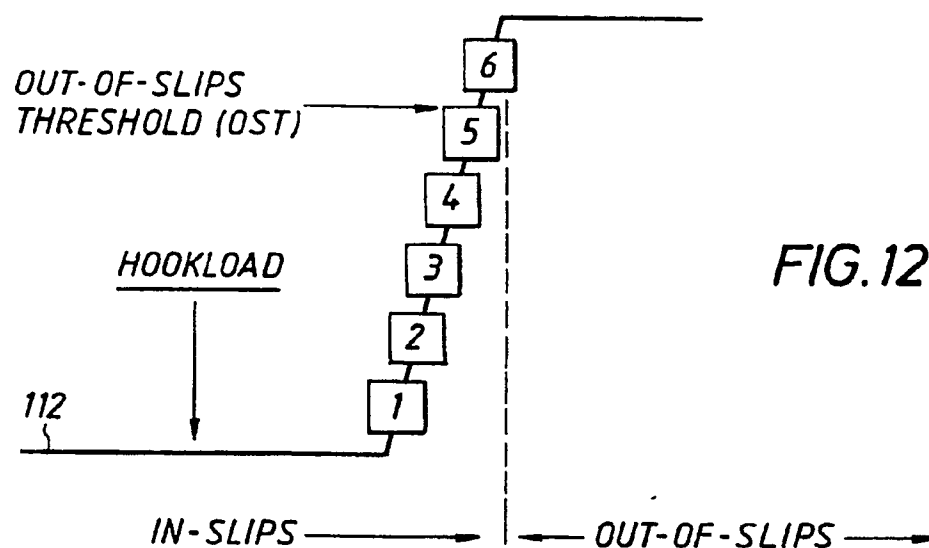 6
OUT-OF-SLIPS
THRESHOLD (OST)
5
4
HOOKLOAD
3
FIG.12
2
1
112
IN-SLIPS
OUT-OF-SLIPS